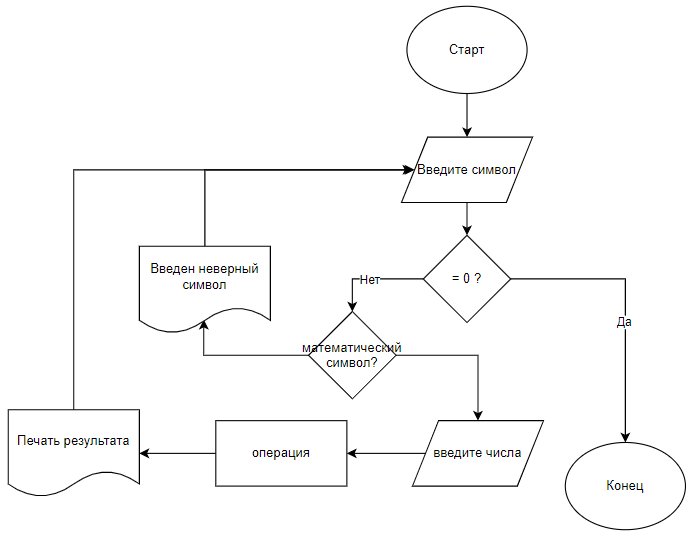 Старт
Введите символ
Введен неверный
символ
= 0 ?
Нет
Да
математический
символ?
Печать результата
операция
введите числа
Конец